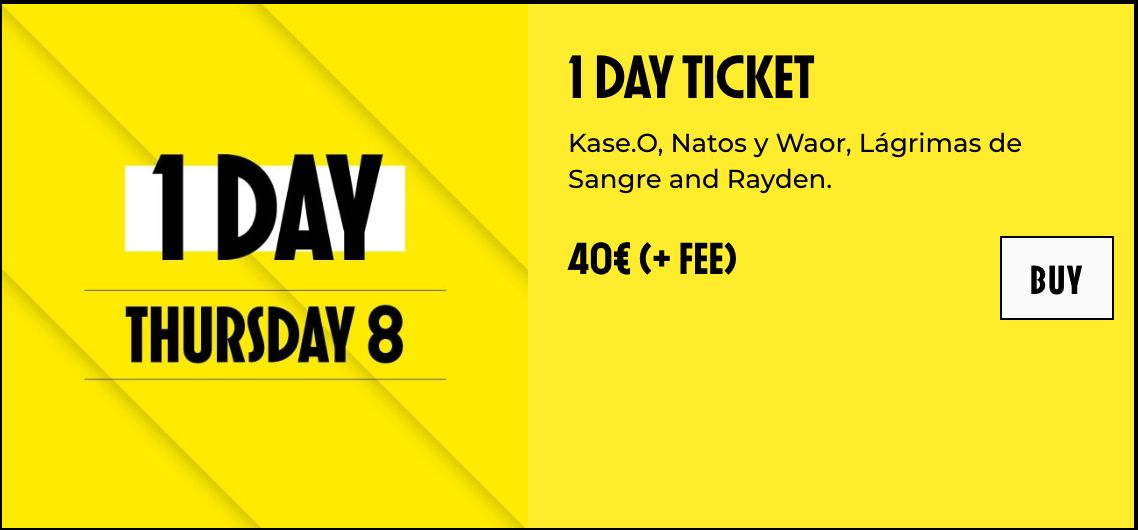 1 DAY
THURSDAY 8
1 DAY TICKET
Kase.O, Natos y Waor, Lágrimas de
Sangre and Rayden.
40€ (+ FEE)
BUY